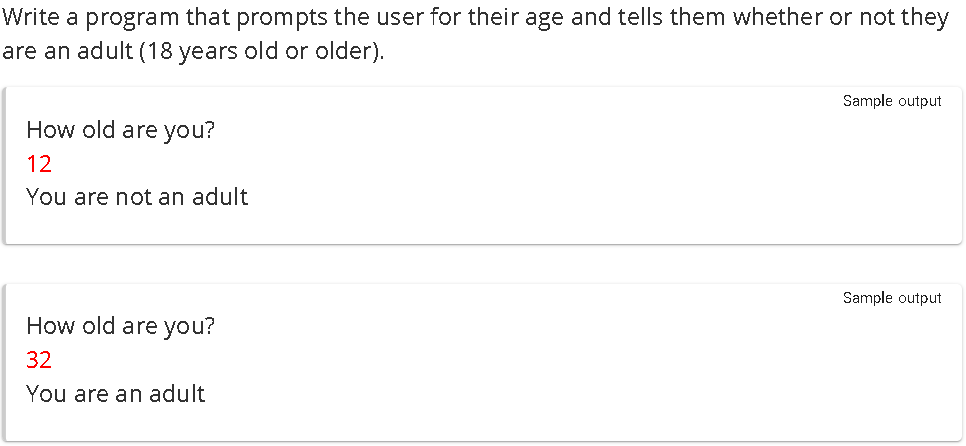 Write a program that prompts the user for their age and tells them whether or not they
are an adult (18 years old or older).
Sample output
How old are you?
12
You are not an adult
Sample output
How old are you?
32
You are an adult